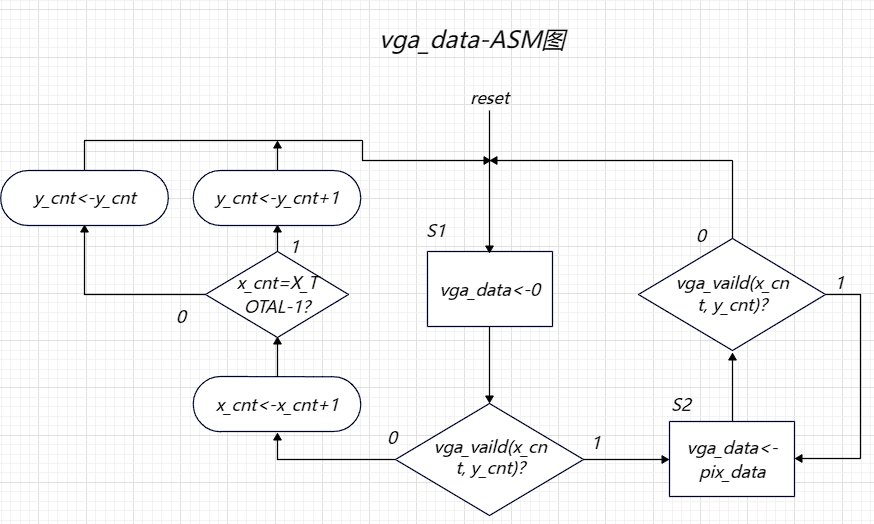 vga_data-ASM图
reset
y_cnt<-y_cnt
y_cnt<-y_cnt+1
S1
0
1
vga_data<-0
x_cnt=X_T
OTAL-1?
vga_vaild(x_cn
t, y_cnt)?
1
0
x_cnt<-x_cnt+1
S2
0
vga_vaild(x_cn
t, y_cnt)?
1
vga_data<-
pix_data